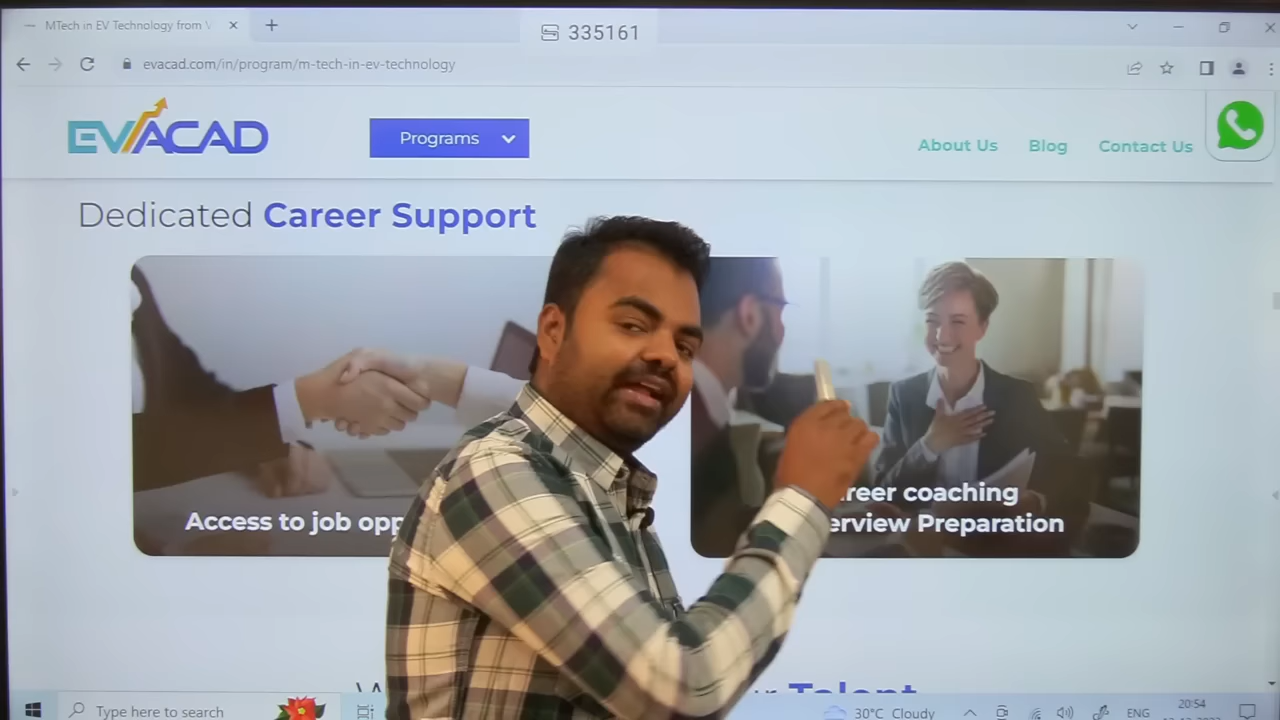 MTech in EV Technology from V
335161
evacad.com/in/program/m-tech-in-ev-technology
EVACAD
Programs
About Us
Blog
Contact Us
Dedicated Career Support
Access to job opp
reer coaching
erview Preparation
Talent
Type here to search
30°C Cloudy
ENG
20:54